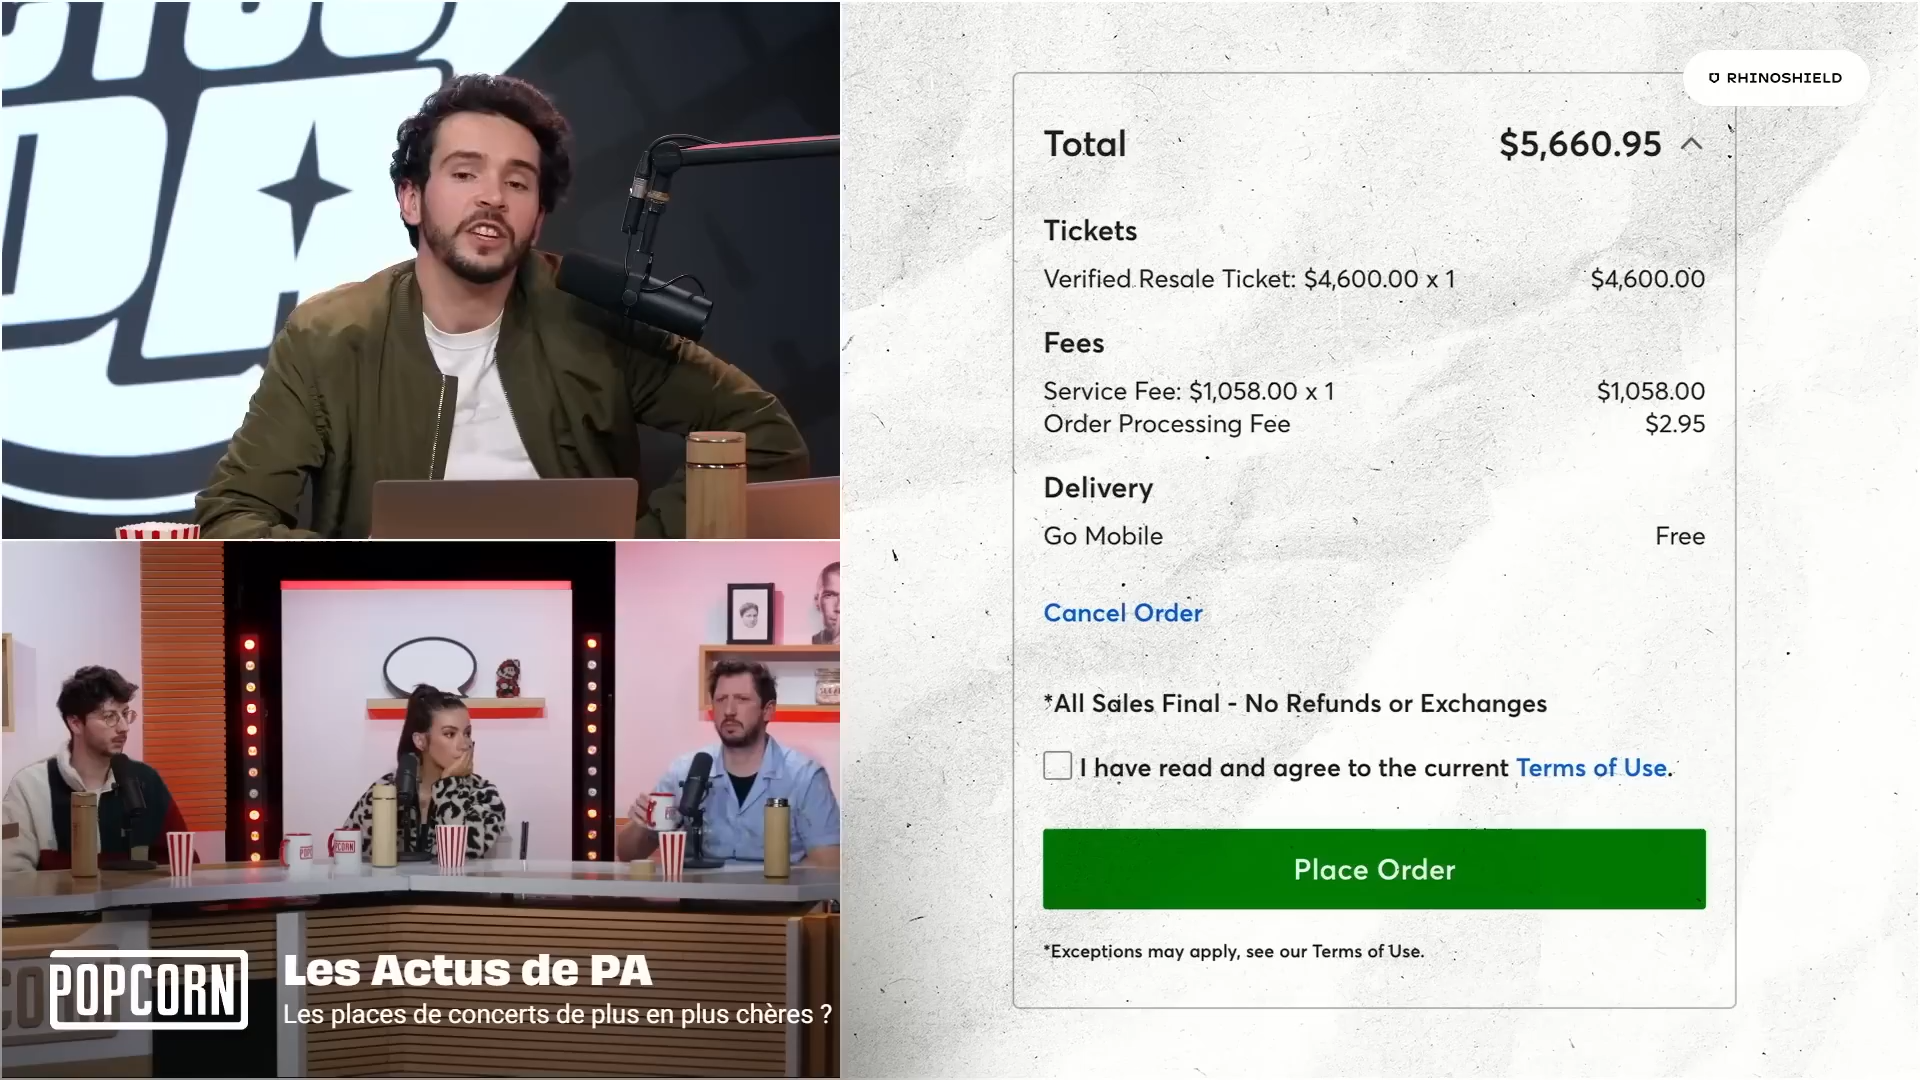 RHINOSHIELD
Total $5,660.95
Tickets
Verified Resale Ticket: $4,600.00 x 1 $4,600.00
Fees
Service Fee: $1,058.00 x 1 $1,058.00
Order Processing Fee $2.95
Delivery
Go Mobile Free
Cancel Order
*All Sales Final - No Refunds or Exchanges
I have read and agree to the current Terms of Use.
Place Order
*Exceptions may apply, see our Terms of Use.
PA
POPCORN
POPCORN
Les Actus de PA
Les places de concerts de plus en plus chères ?